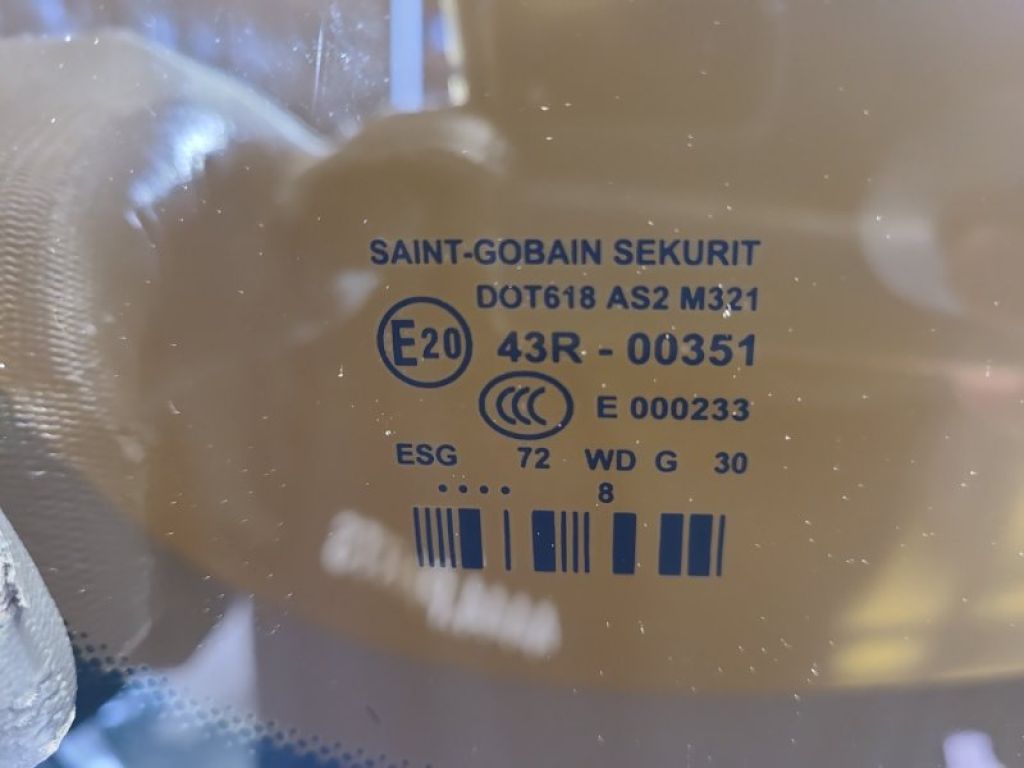 SAINT-GOBAIN SEKURIT
DOT618 AS2 M321
E20 43R - 00351
CCC E 000233
ESG 72 WD G 30
.... 8